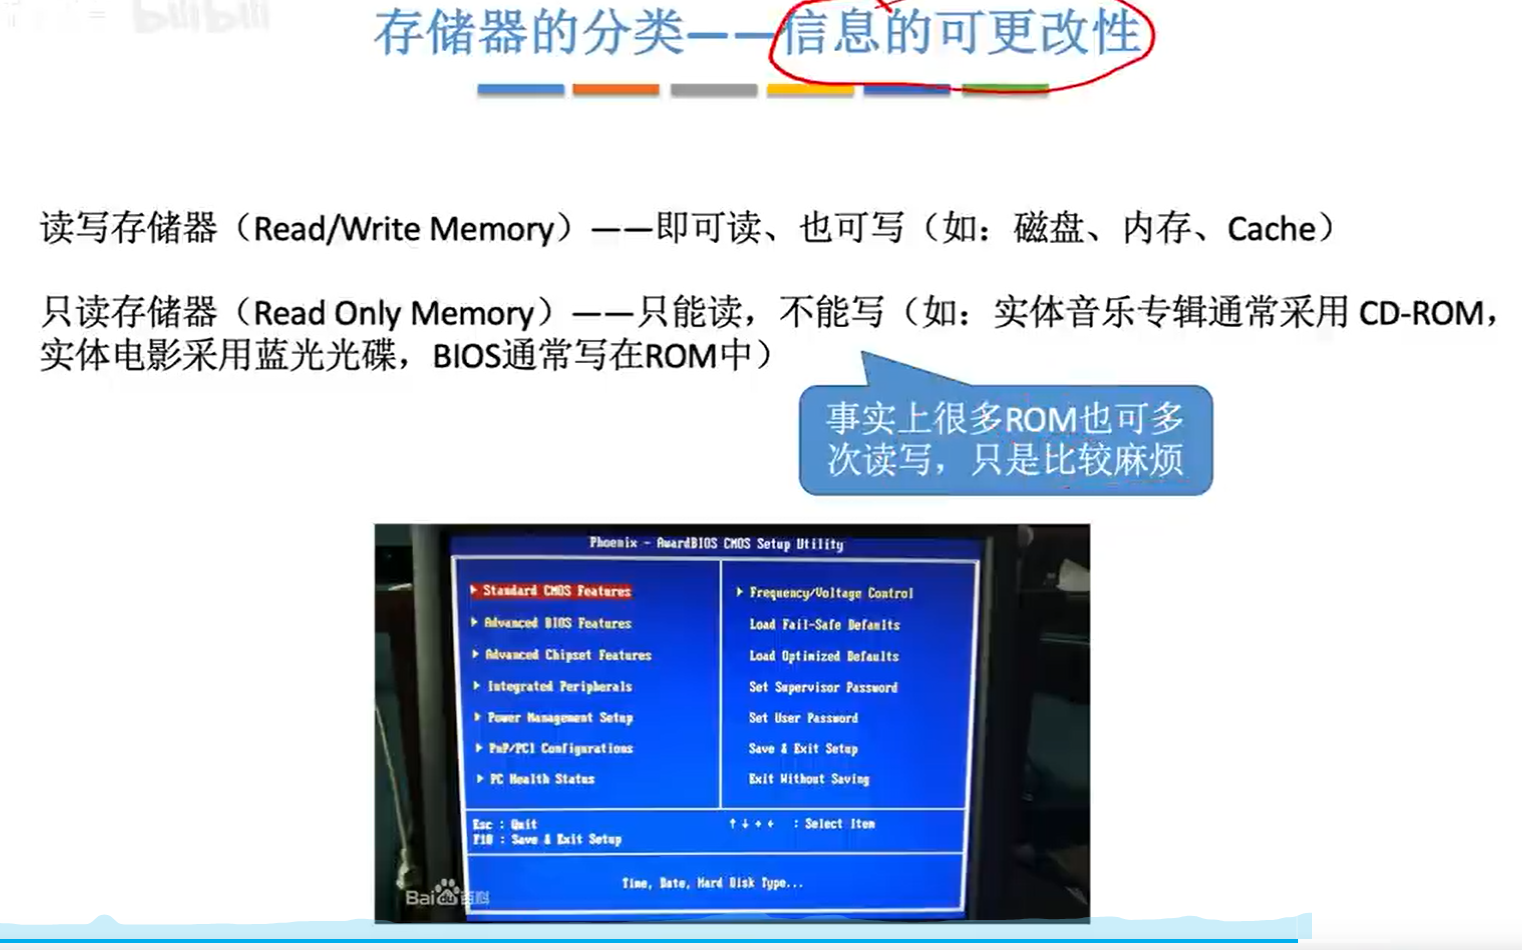 bilibili
存储器的分类——信息的可更改性
读写存储器（Read/Write Memory）——即可读、也可写（如：磁盘、内存、Cache）
只读存储器（Read Only Memory）——只能读，不能写（如：实体音乐专辑通常采用 CD-ROM，
实体电影采用蓝光光碟，BIOS通常写在ROM中）
事实上很多ROM也可多
次读写，只是比较麻烦
Phoenix - AwardBIOS CMOS Setup Utility
Standard CMOS Features
Advanced BIOS Features
Advanced Chipset Features
Integrated Peripherals
Power Management Setup
PnP/PCI Configurations
PC Health Status
Frequency/Voltage Control
Load Fail-Safe Defaults
Load Optimized Defaults
Set Supervisor Password
Set User Password
Save & Exit Setup
Exit Without Saving
Esc : Quit
F10 : Save & Exit Setup
↑ ↓ → ← : Select Item
Time, Date, Hard Disk Type...
Baidu百科